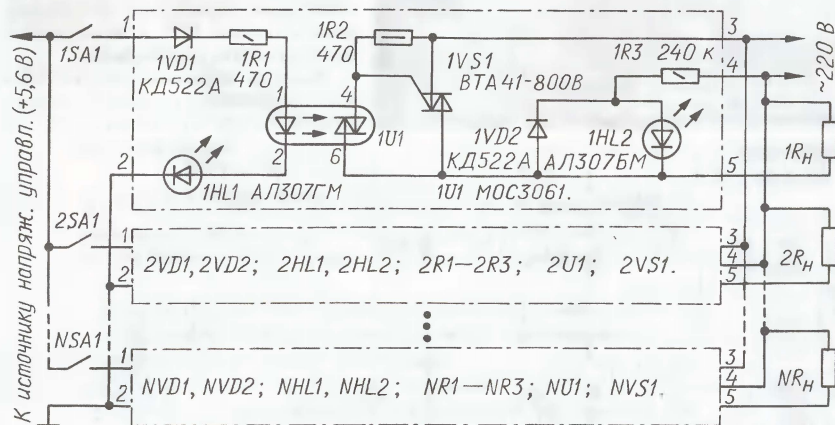 К источнику напряж. управл. (+5,6 В)
1SA1
1
1VD1
КД522А
1R1
470
1R2
470
1VS1
ВТА41-800В
1R3 240 к
3
4
~220 В
1
4
2
6
1U1
1VD2
КД522А
1HL2
АЛ307БМ
1Rн
2
1HL1 АЛ307ГМ
1U1 МОС3061.
5
2SA1
1
2
2VD1, 2VD2; 2HL1, 2HL2; 2R1—2R3; 2U1; 2VS1.
3
4
5
2Rн
NSA1
1
2
NVD1, NVD2; NHL1, NHL2; NR1—NR3; NU1; NVS1.
3
4
5
NRн